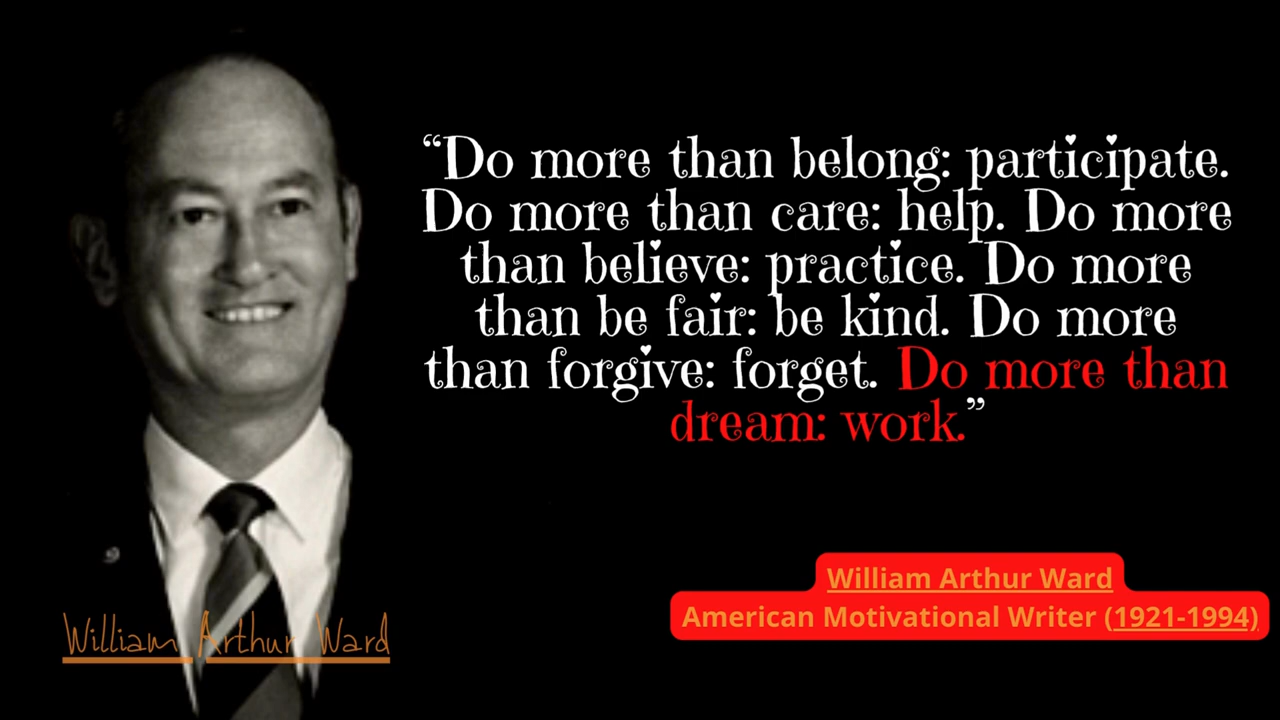 “Do more than belong: participate.
Do more than care: help. Do more
than believe: practice. Do more
than be fair: be kind. Do more
than forgive: forget. Do more than
dream: work.”
William Arthur Ward
American Motivational Writer (1921-1994)
William Arthur Ward